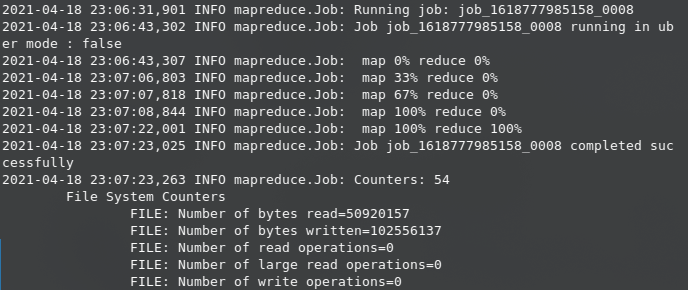 2021-04-18 23:06:31,901 INFO mapreduce.Job: Running job: job_1618777985158_0008
2021-04-18 23:06:43,302 INFO mapreduce.Job: Job job_1618777985158_0008 running in ub
er mode : false
2021-04-18 23:06:43,307 INFO mapreduce.Job:  map 0% reduce 0%
2021-04-18 23:07:06,803 INFO mapreduce.Job:  map 33% reduce 0%
2021-04-18 23:07:07,818 INFO mapreduce.Job:  map 67% reduce 0%
2021-04-18 23:07:08,844 INFO mapreduce.Job:  map 100% reduce 0%
2021-04-18 23:07:22,001 INFO mapreduce.Job:  map 100% reduce 100%
2021-04-18 23:07:23,025 INFO mapreduce.Job: Job job_1618777985158_0008 completed suc
cessfully
2021-04-18 23:07:23,263 INFO mapreduce.Job: Counters: 54
        File System Counters
                FILE: Number of bytes read=50920157
                FILE: Number of bytes written=102556137
                FILE: Number of read operations=0
                FILE: Number of large read operations=0
                FILE: Number of write operations=0